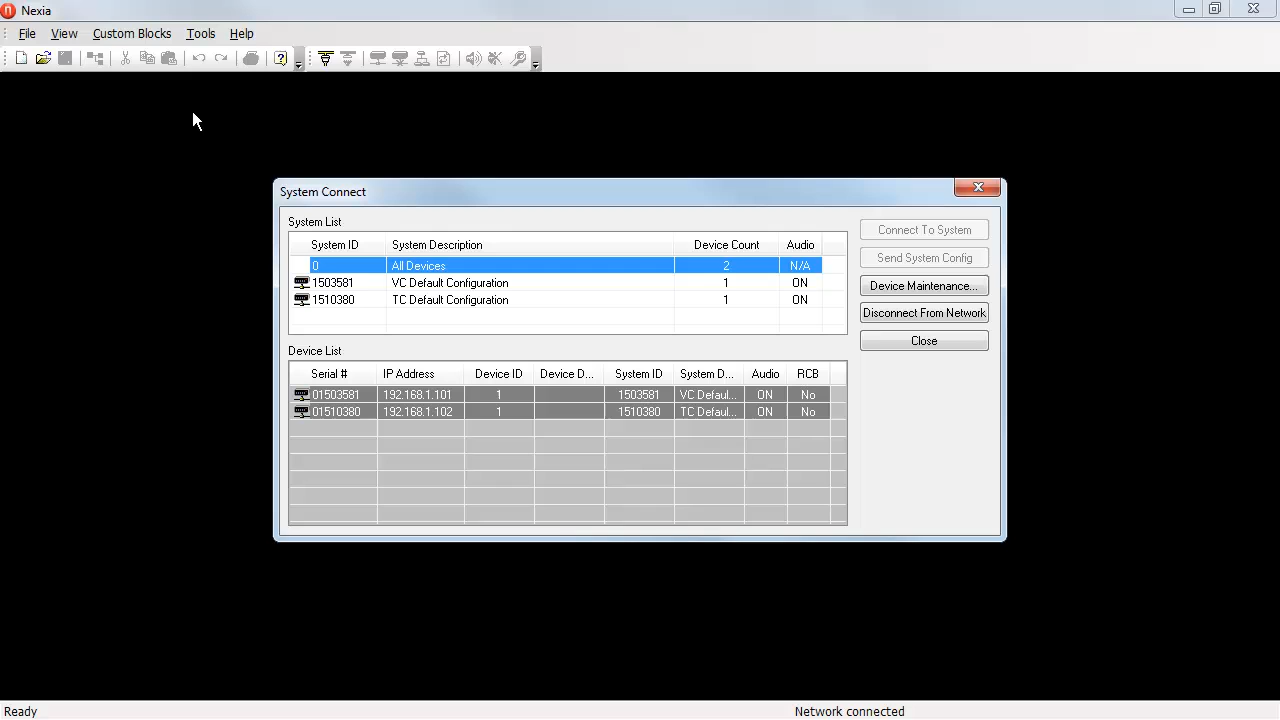 Nexia
File View Custom Blocks Tools Help
System Connect
System List
System ID System Description Device Count Audio
0 All Devices 2 N/A
1503581 VC Default Configuration 1 ON
1510380 TC Default Configuration 1 ON
Connect To System
Send System Config
Device Maintenance...
Disconnect From Network
Close
Device List
Serial # IP Address Device ID Device D... System ID System D... Audio RCB
01503581 192.168.1.101 1 1503581 VC Defaul... ON No
01510380 192.168.1.102 1 1510380 TC Defaul... ON No
Ready Network connected